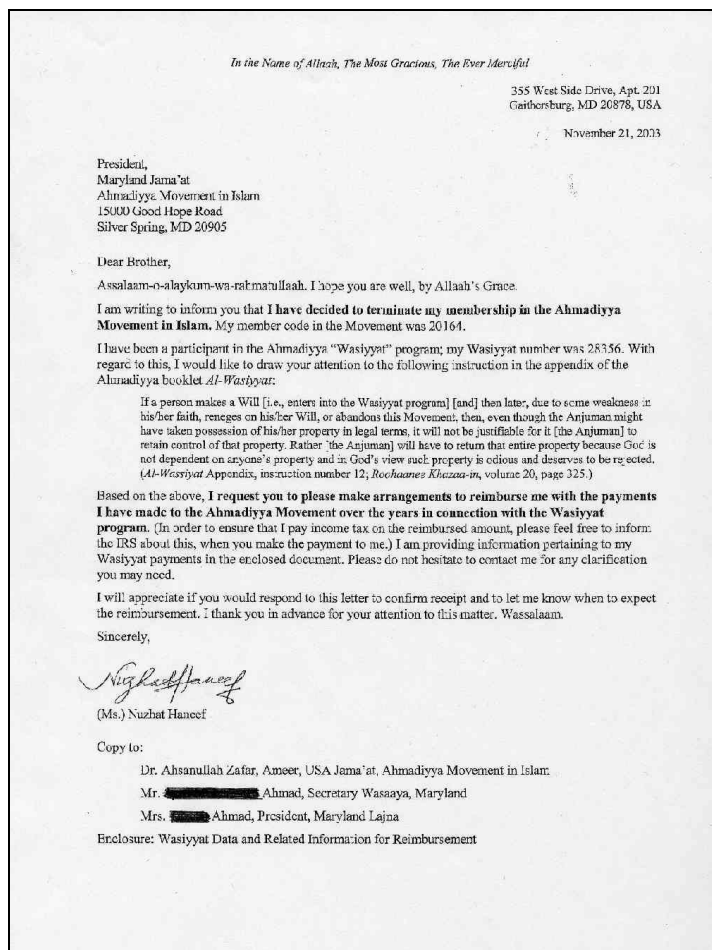 In the Name of Allaah, The Most Gracious, The Ever Merciful
355 West Side Drive, Apt. 201
Gaithersburg, MD 20878, USA
November 21, 2003
President,
Maryland Jama'at
Ahmadiyya Movement in Islam
15000 Good Hope Road
Silver Spring, MD 20905
Dear Brother,
Assalaam-o-alaykum-wa-rahmatullaah. I hope you are well, by Allaah's Grace.
I am writing to inform you that I have decided to terminate my membership in the Ahmadiyya
Movement in Islam. My member code in the Movement was 20164.
I have been a participant in the Ahmadiyya "Wasiyyat" program; my Wasiyyat number was 28356. With
regard to this, I would like to draw your attention to the following instruction in the appendix of the
Ahmadiyya booklet Al-Wasiyyat:
If a person makes a Will [i.e., enters into the Wasiyyat program] [and] then later, due to some weakness in
his/her faith, reneges on his/her Will, or abandons this Movement, then, even though the Anjuman might
have taken possession of his/her property in legal terms, it will not be justifiable for it [the Anjuman] to
retain control of that property. Rather [the Anjuman] will have to return that entire property because God is
not dependent on anyone's property and in God's view such property is odious and deserves to be rejected.
(Al-Wassiyat Appendix, instruction number 12; Roohaanee Khazaa-in, volume 20, page 325.)
Based on the above, I request you to please make arrangements to reimburse me with the payments
I have made to the Ahmadiyya Movement over the years in connection with the Wasiyyat
program. (In order to ensure that I pay income tax on the reimbursed amount, please feel free to inform
the IRS about this, when you make the payment to me.) I am providing information pertaining to my
Wasiyyat payments in the enclosed document. Please do not hesitate to contact me for any clarification
you may need.
I will appreciate if you would respond to this letter to confirm receipt and to let me know when to expect
the reimbursement. I thank you in advance for your attention to this matter. Wassalaam.
Sincerely,
Nuzhat Haneef
(Ms.) Nuzhat Haneef
Copy to:
Dr. Ahsanullah Zafar, Ameer, USA Jama'at, Ahmadiyya Movement in Islam
Mr. Ahmad, Secretary Wasaaya, Maryland
Mrs. Ahmad, President, Maryland Lajna
Enclosure: Wasiyyat Data and Related Information for Reimbursement